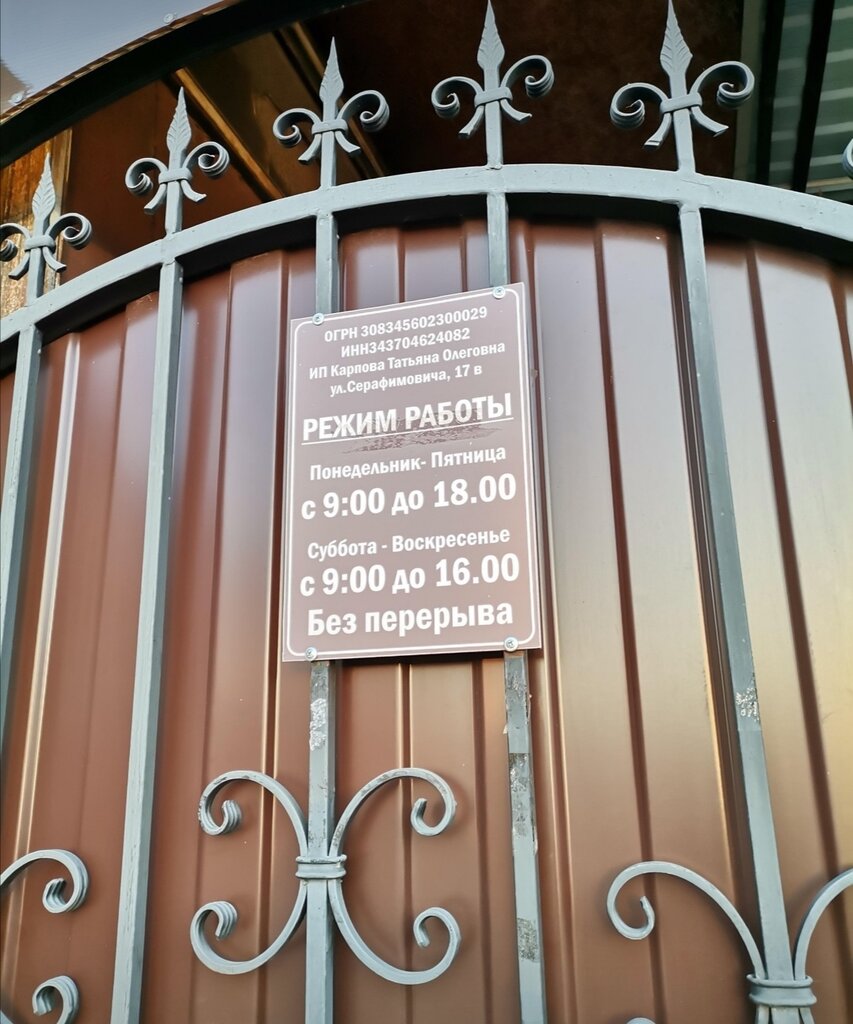 ОГРН 308345602300029
ИНН343704624082
ИП Карпова Татьяна Олеговна
ул.Серафимовича, 17 в
РЕЖИМ РАБОТЫ
Понедельник- Пятница
с 9:00 до 18.00
Суббота - Воскресенье
с 9:00 до 16.00
Без перерыва